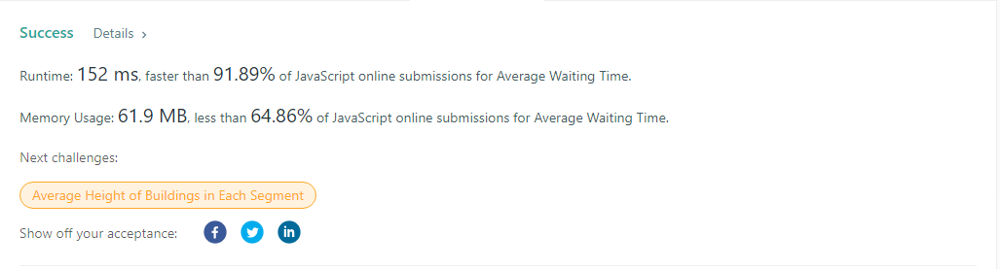 Success Details >
Runtime: 152 ms, faster than 91.89% of JavaScript online submissions for Average Waiting Time.
Memory Usage: 61.9 MB, less than 64.86% of JavaScript online submissions for Average Waiting Time.
Next challenges:
Average Height of Buildings in Each Segment
Show off your acceptance: f in